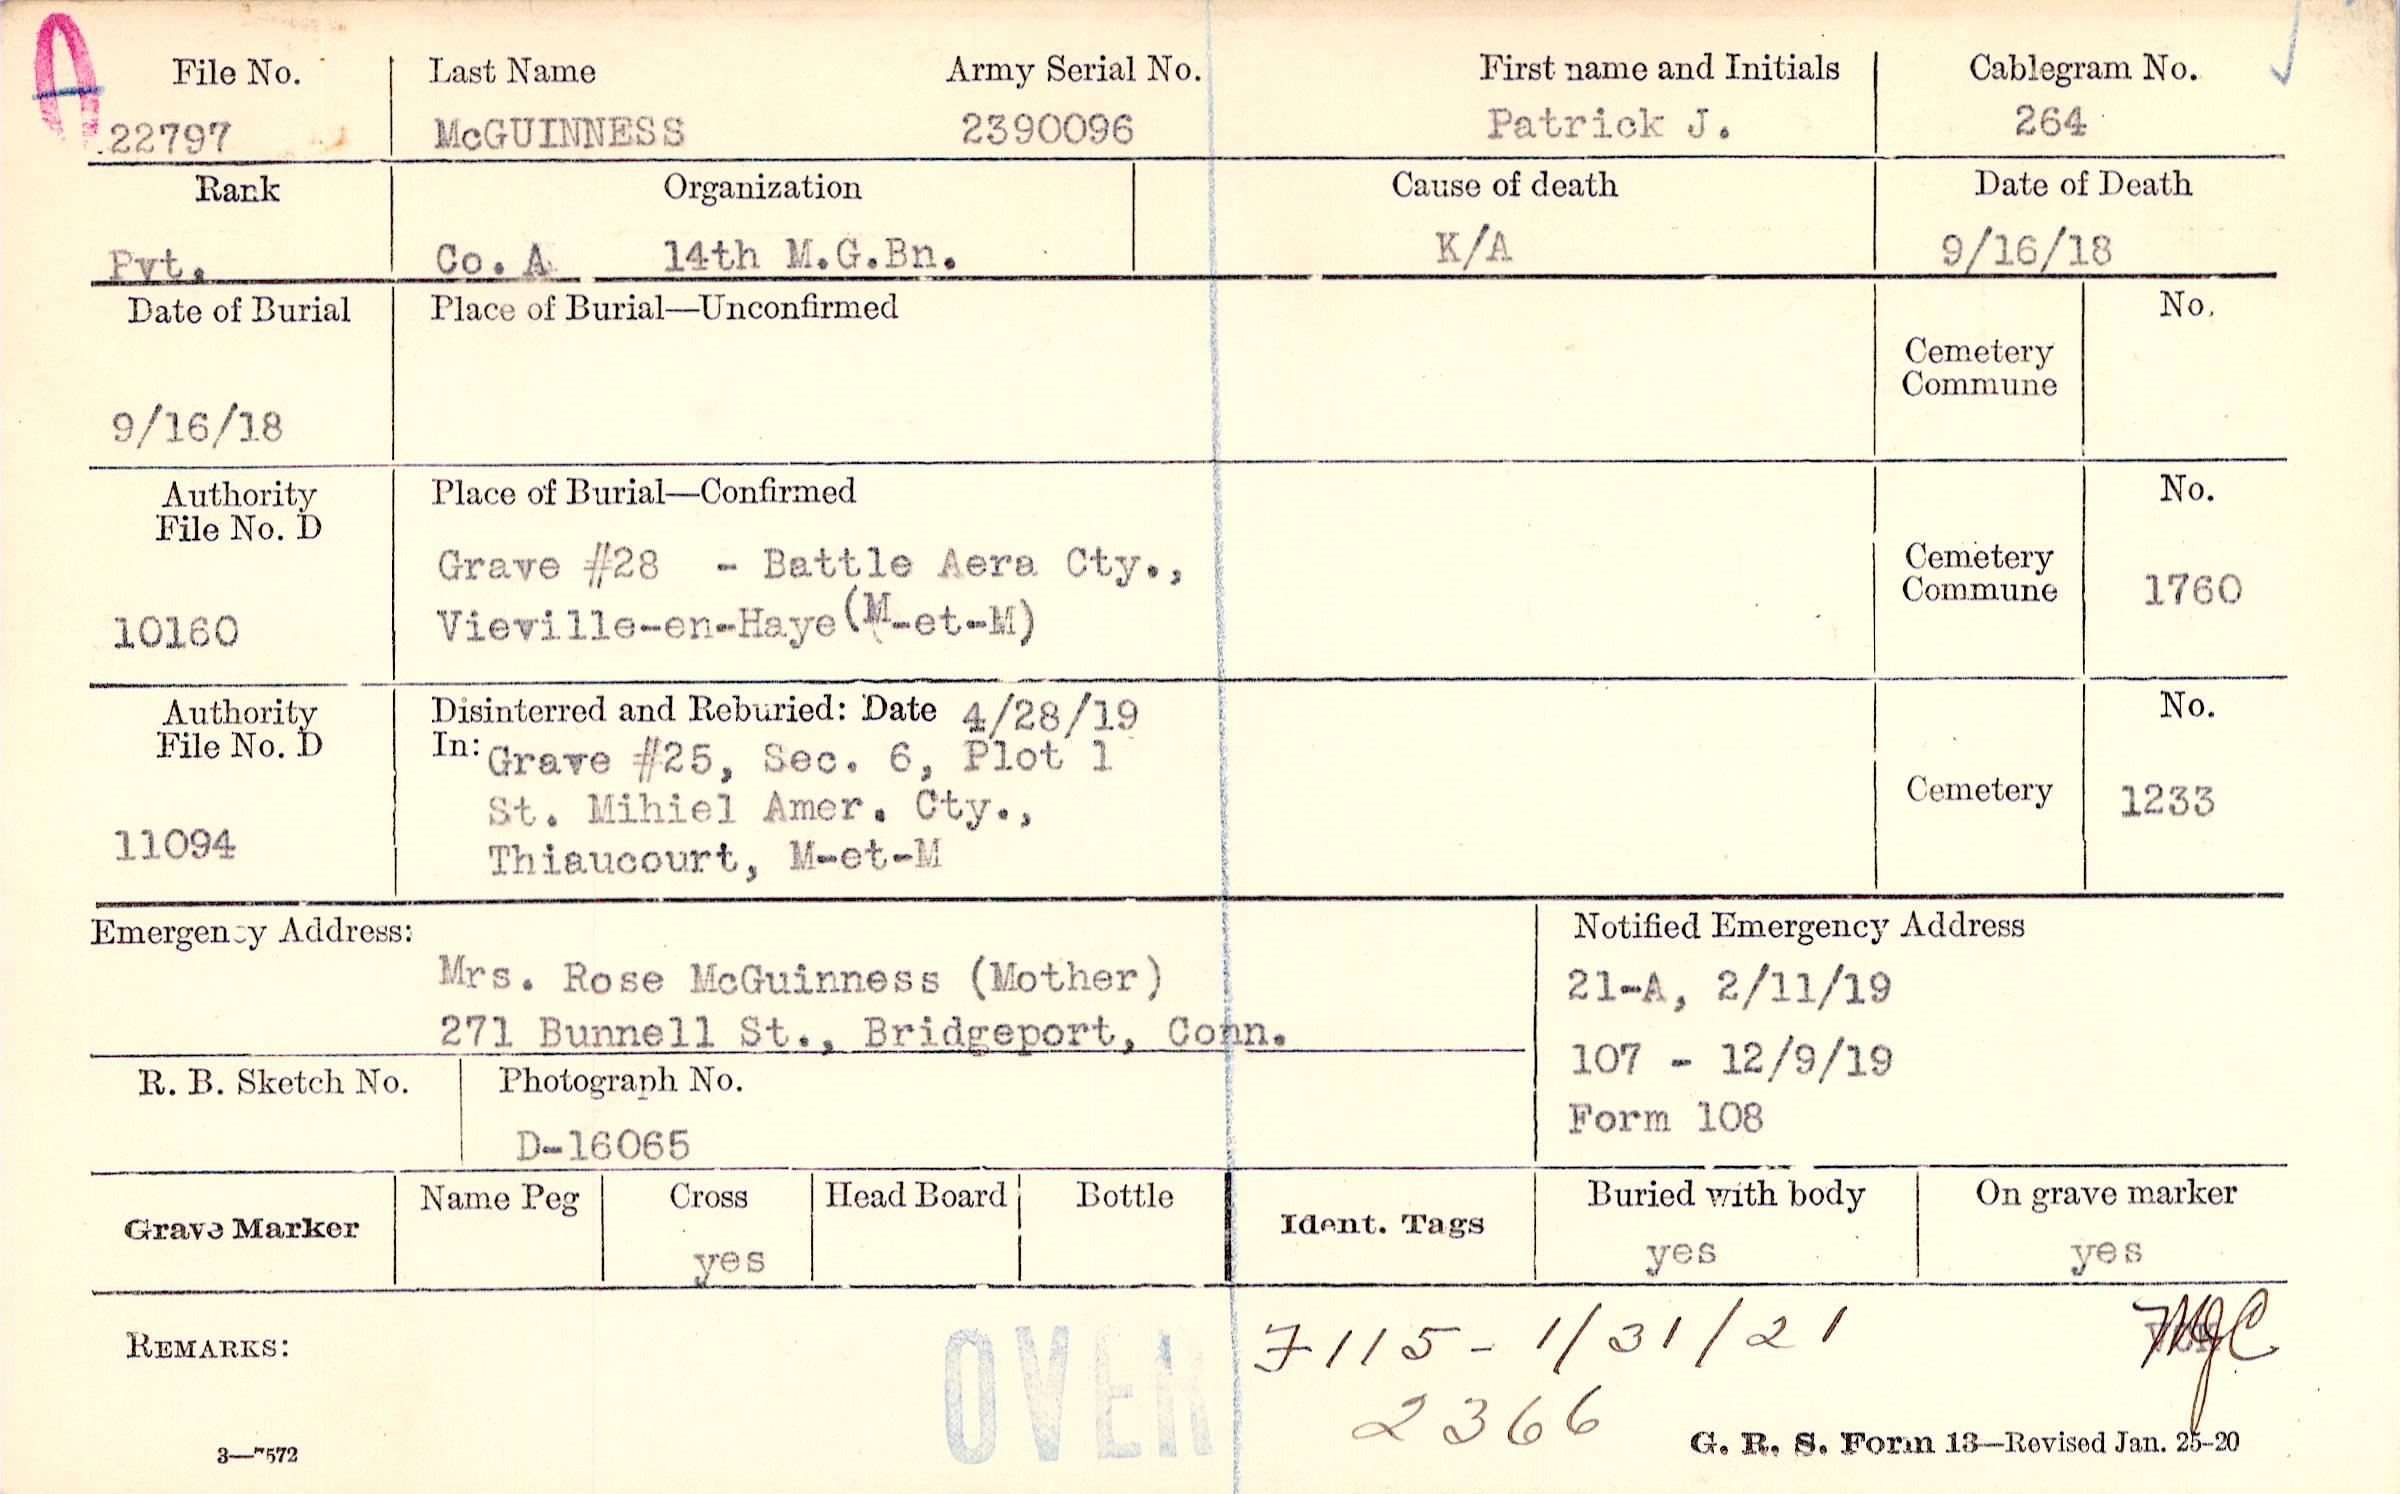 A
File No.
Last Name
Army Serial No.
First name and Initials
Cablegram No.
22797
McGUINNESS
2390096
Patrick J.
264
Rank
Organization
Cause of death
Date of Death
Pvt.
Co. A 14th M.G.Bn.
K/A
9/16/18
Date of Burial
Place of Burial—Unconfirmed
No.
Cemetery
Commune
9/16/18
Authority
File No. D
Place of Burial—Confirmed
No.
Grave #28 - Battle Aera Cty.,
Vieville-en-Haye (M-et-M)
Cemetery
Commune
1760
10160
Authority
File No. D
Disinterred and Reburied: Date 4/28/19
No.
In: Grave #25, Sec. 6, Plot 1
St. Mihiel Amer. Cty.,
Thiaucourt, M-et-M
Cemetery
1233
11094
Emergency Address:
Mrs. Rose McGuinness (Mother)
271 Bunnell St., Bridgeport, Conn.
Notified Emergency Address
21-A, 2/11/19
107 - 12/9/19
Form 108
R. B. Sketch No.
Photograph No.
D-16065
Grave Marker
Name Peg
Cross
Head Board
Bottle
yes
Ident. Tags
Buried with body
On grave marker
yes
yes
REMARKS:
OVER
7115 - 1/31/21
MJC
2366
3—7572
G. R. S. Form 13—Revised Jan. 25-20